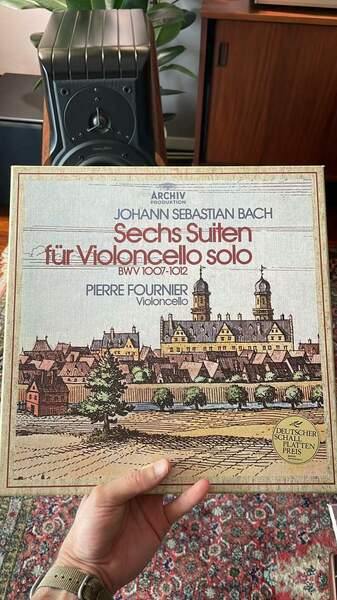 ARCHIV
PRODUKTION
JOHANN SEBASTIAN BACH
Sechs Suiten
für Violoncello solo
BWV 1007-1012
PIERRE FOURNIER
Violoncello
DEUTSCHER
SCHALL
PLATTEN
PREIS